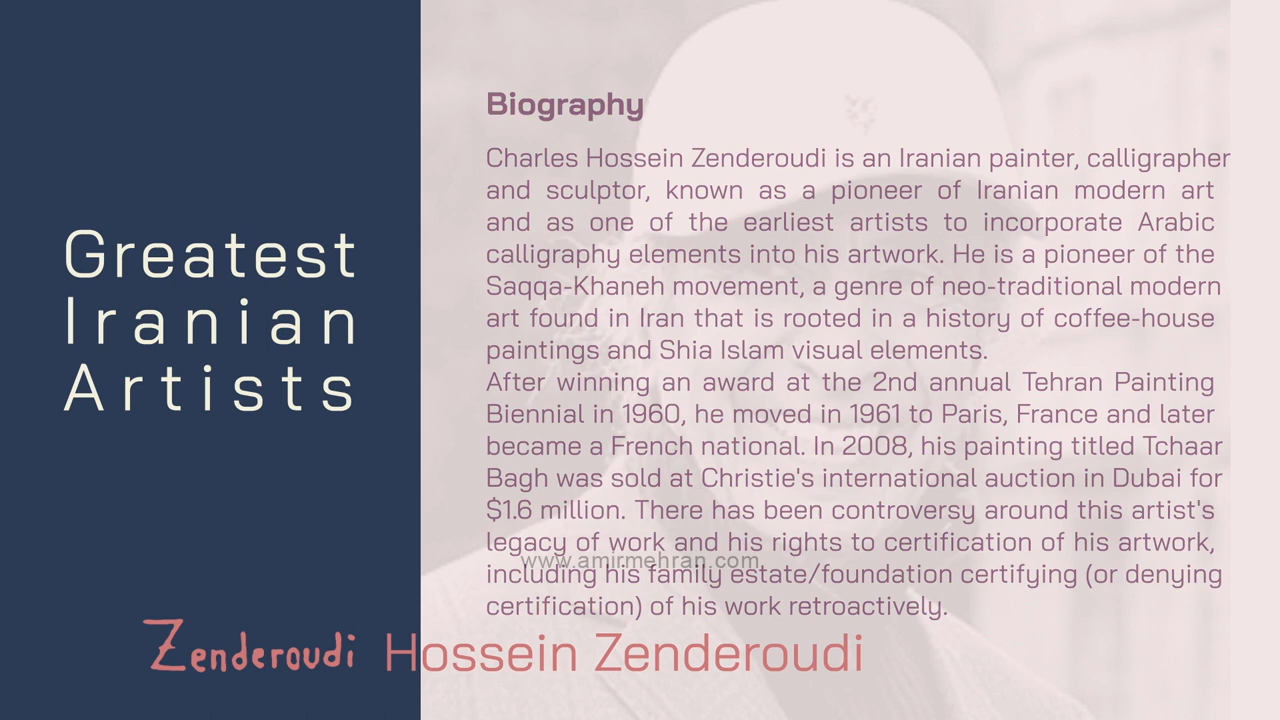 Greatest
Iranian
Artists
Biography
Charles Hossein Zenderoudi is an Iranian painter, calligrapher
and sculptor, known as a pioneer of Iranian modern art
and as one of the earliest artists to incorporate Arabic
calligraphy elements into his artwork. He is a pioneer of the
Saqqa-Khaneh movement, a genre of neo-traditional modern
art found in Iran that is rooted in a history of coffee-house
paintings and Shia Islam visual elements.
After winning an award at the 2nd annual Tehran Painting
Biennial in 1960, he moved in 1961 to Paris, France and later
became a French national. In 2008, his painting titled Tchaar
Bagh was sold at Christie's international auction in Dubai for
$1.6 million. There has been controversy around this artist's
legacy of work and his rights to certification of his artwork,
www.amirmehran.com
including his family estate/foundation certifying (or denying
certification) of his work retroactively.
Zenderoudi
Hossein Zenderoudi